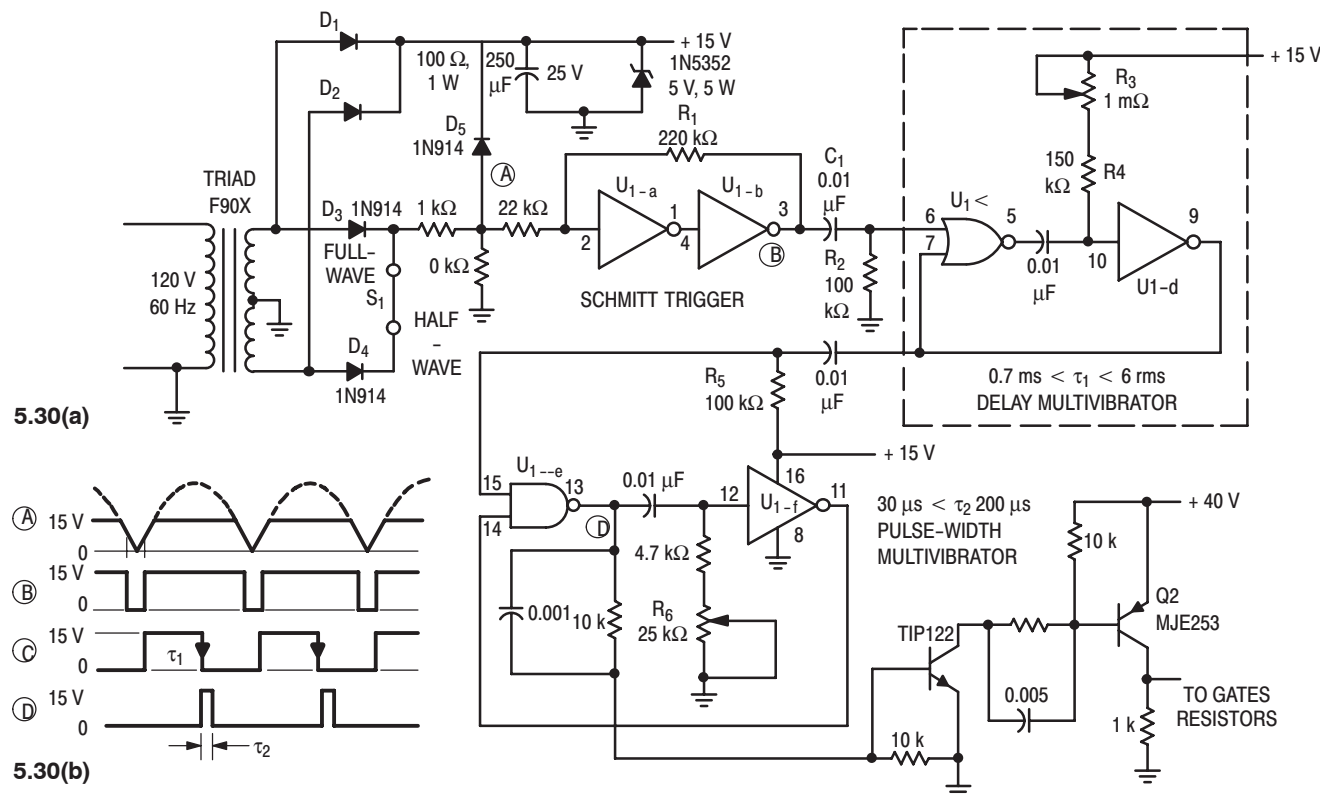 D1
D2
100 Ω,
1 W
250
μF
25 V
+ 15 V
1N5352
5 V, 5 W
D5
1N914
A
R1
220 kΩ
TRIAD
F90X
D3
1N914
FULL–
WAVE
1 kΩ
22 kΩ
0 kΩ
S1
HALF
–
WAVE
D4
1N914
120 V
60 Hz
U1–a
U1–b
2
1
4
3
B
SCHMITT TRIGGER
C1
0.01
μF
R2
100
kΩ
+ 15 V
R3
1 mΩ
150
kΩ
R4
U1 <
6
7
5
0.01
μF
10
9
U1–d
0.7 ms < τ1 < 6 rms
DELAY MULTIVIBRATOR
0.01
μF
R5
100 kΩ
+ 15 V
5.30(a)
U1––e
15
14
13
D
0.01 μF
12
16
U1–f
11
8
4.7 kΩ
R6
25 kΩ
0.001
10 k
30 μs < τ2 200 μs
PULSE–WIDTH
MULTIVIBRATOR
+ 40 V
10 k
Q2
MJE253
TIP122
0.005
10 k
1 k
TO GATES
RESISTORS
A
15 V
0
B
15 V
0
C
15 V
0
τ1
D
15 V
0
τ2
5.30(b)